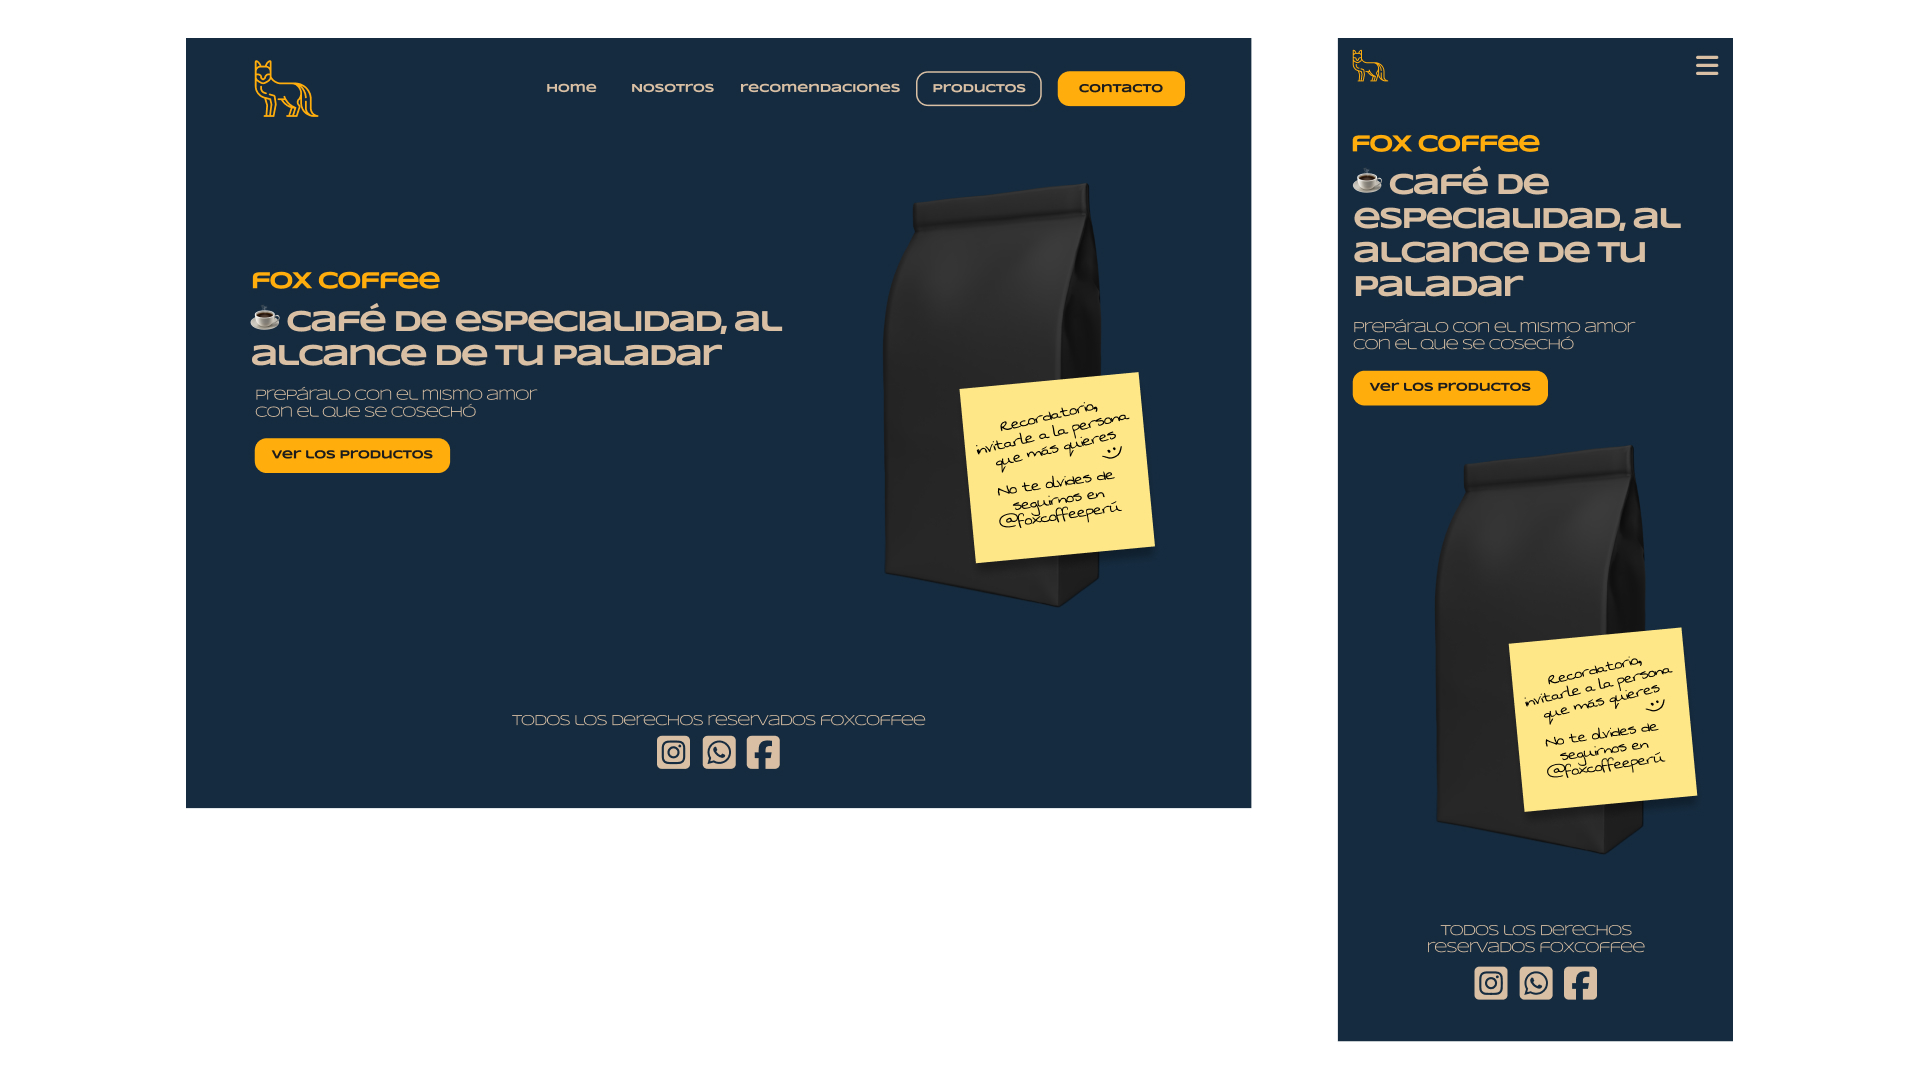 Home
Nosotros
recomendaciones
Productos
contacto
FOX COFFEE
☕ Café de especialidad, al
alcance de tu paladar
Prepáralo con el mismo amor
con el que se cosechó
Ver los productos
Recordatorio,
invitarle a la persona
que más quieres
No te olvides de
seguirnos en
@foxcoffeeperú
Todos los derechos reservados FOXCOFFEE
FOX COFFEE
☕ Café de
especialidad, al
alcance de tu
paladar
Prepáralo con el mismo amor
con el que se cosechó
Ver los productos
Recordatorio,
invitarle a la persona
que más quieres
No te olvides de
seguirnos en
@foxcoffeeperú
Todos los derechos
reservados FOXCOFFEE